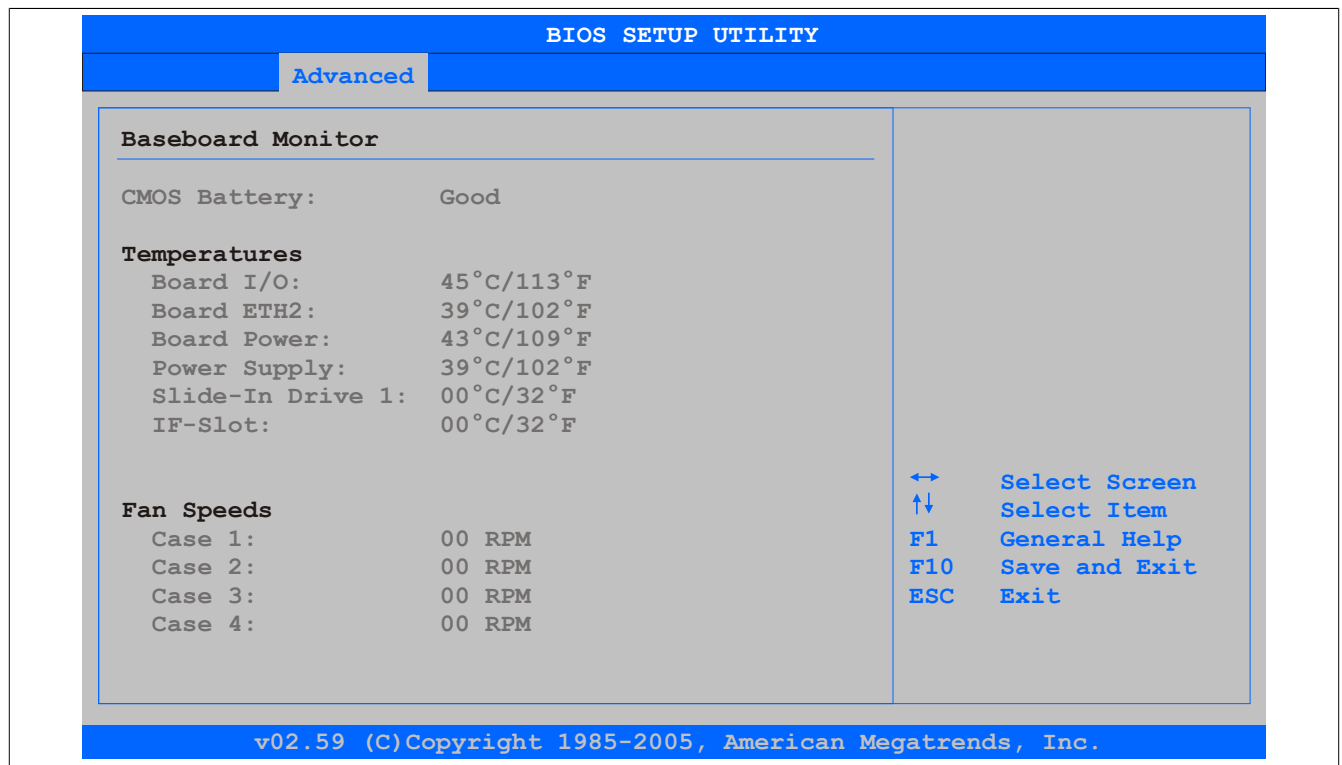 BIOS SETUP UTILITY
Advanced
Baseboard Monitor
CMOS Battery: Good
Temperatures
Board I/O: 45°C/113°F
Board ETH2: 39°C/102°F
Board Power: 43°C/109°F
Power Supply: 39°C/102°F
Slide-In Drive 1: 00°C/32°F
IF-Slot: 00°C/32°F
Fan Speeds
Case 1: 00 RPM
Case 2: 00 RPM
Case 3: 00 RPM
Case 4: 00 RPM
↔ Select Screen
↑↓ Select Item
F1 General Help
F10 Save and Exit
ESC Exit
v02.59 (C)Copyright 1985-2005, American Megatrends, Inc.